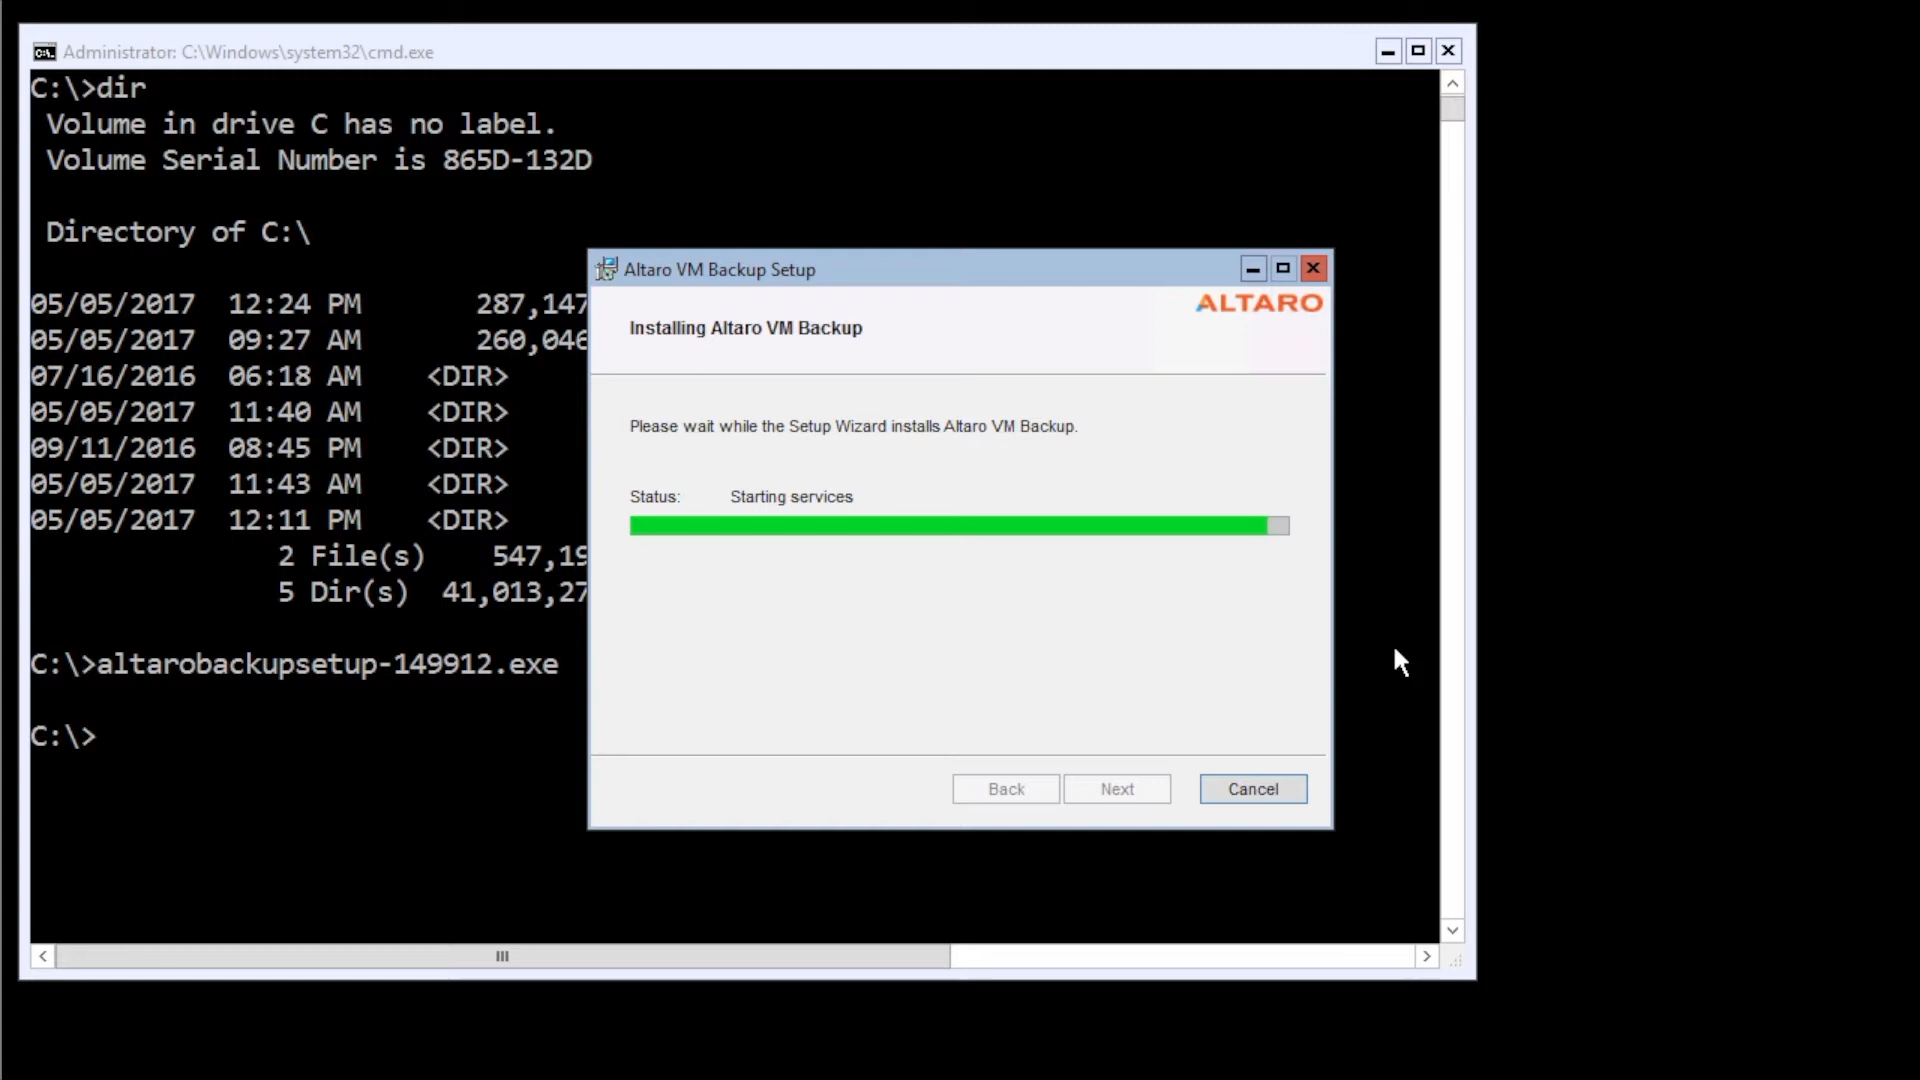 Administrator: C:\Windows\system32\cmd.exe
C:\>dir
Volume in drive C has no label.
Volume Serial Number is 865D-132D
Directory of C:\
05/05/2017 12:24 PM 287,147
05/05/2017 09:27 AM 260,046
07/16/2016 06:18 AM <DIR>
05/05/2017 11:40 AM <DIR>
09/11/2016 08:45 PM <DIR>
05/05/2017 11:43 AM <DIR>
05/05/2017 12:11 PM <DIR>
2 File(s) 547,19
5 Dir(s) 41,013,27
C:\>altarobackupsetup-149912.exe
C:\>
Altaro VM Backup Setup
ALTARO
Installing Altaro VM Backup
Please wait while the Setup Wizard installs Altaro VM Backup.
Status: Starting services
Back Next Cancel